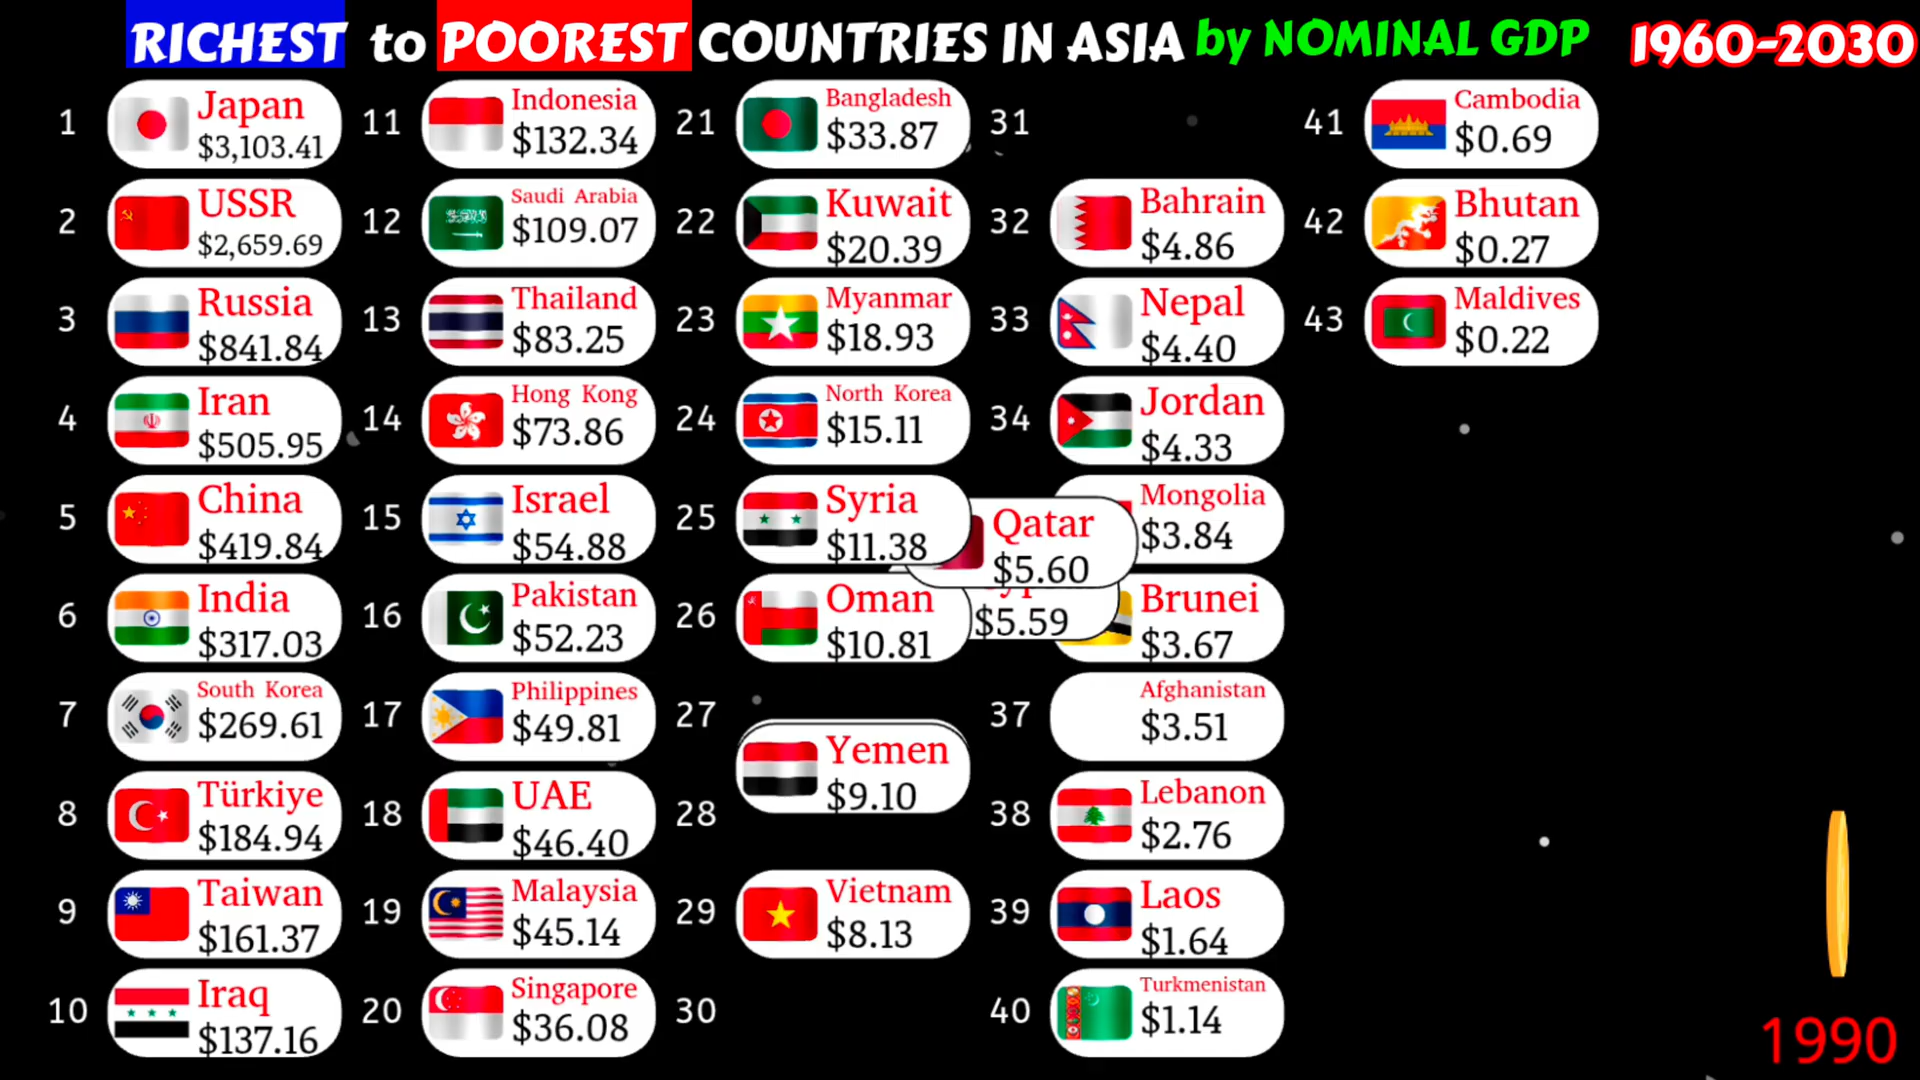 RICHEST to POOREST COUNTRIES IN ASIA by NOMINAL GDP 1960-2030
1 Japan
$3,103.41
2 USSR
$2,659.69
3 Russia
$841.84
4 Iran
$505.95
5 China
$419.84
6 India
$317.03
7 South Korea
$269.61
8 Türkiye
$184.94
9 Taiwan
$161.37
10 Iraq
$137.16
11 Indonesia
$132.34
12 Saudi Arabia
$109.07
13 Thailand
$83.25
14 Hong Kong
$73.86
15 Israel
$54.88
16 Pakistan
$52.23
17 Philippines
$49.81
18 UAE
$46.40
19 Malaysia
$45.14
20 Singapore
$36.08
21 Bangladesh
$33.87
22 Kuwait
$20.39
23 Myanmar
$18.93
24 North Korea
$15.11
25 Syria
$11.38
26 Oman
$10.81
27
Yemen
$9.10
28
29 Vietnam
$8.13
30
Qatar
$5.60
$5.59
31
32 Bahrain
$4.86
33 Nepal
$4.40
34 Jordan
$4.33
Mongolia
$3.84
Brunei
$3.67
37 Afghanistan
$3.51
38 Lebanon
$2.76
39 Laos
$1.64
40 Turkmenistan
$1.14
41 Cambodia
$0.69
42 Bhutan
$0.27
43 Maldives
$0.22
1990